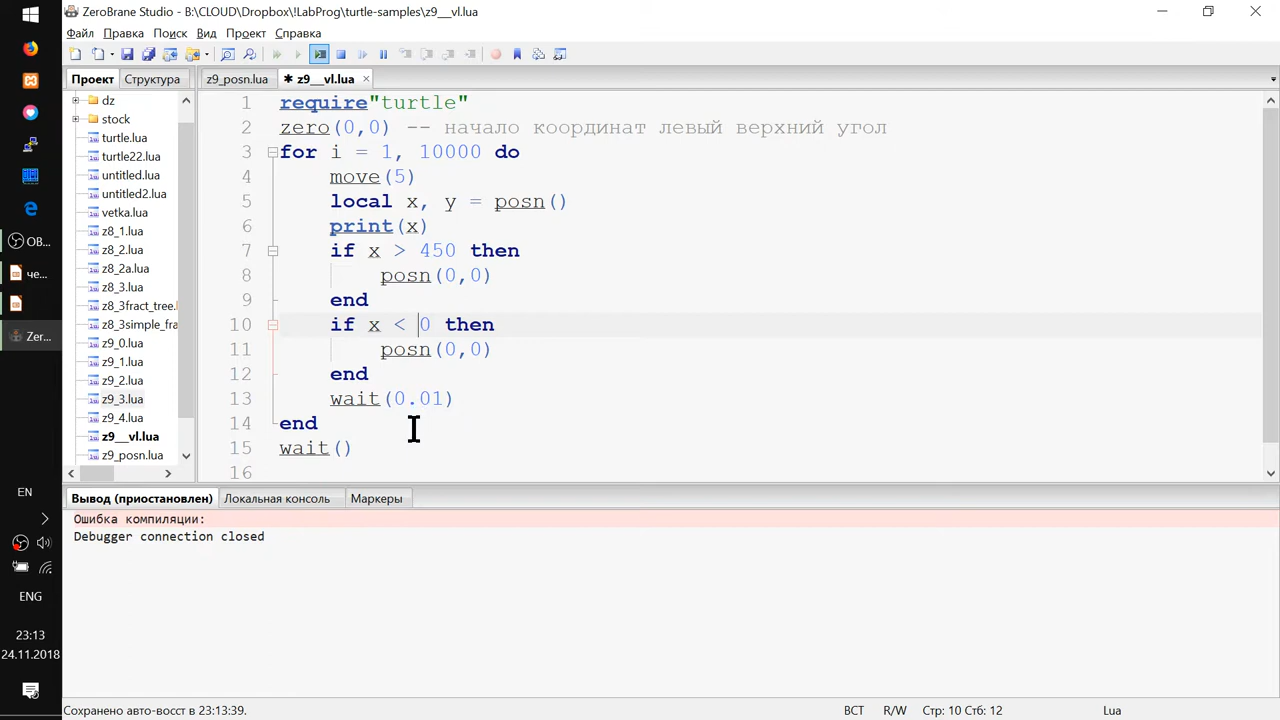 ZeroBrane Studio - B:\CLOUD\Dropbox\!LabProg\turtle-samples\z9__vl.lua
Файл Правка Поиск Вид Проект Справка
Проект Структура z9_posn.lua ✱ z9__vl.lua ×
dz
stock
turtle.lua
turtle22.lua
untitled.lua
untitled2.lua
vetka.lua
z8_1.lua
z8_2.lua
z8_2a.lua
z8_3.lua
z8_3fract_tree.l
z8_3simple_fra
z9_0.lua
z9_1.lua
z9_2.lua
z9_3.lua
z9_4.lua
z9__vl.lua
z9_posn.lua
1 require"turtle"
2 zero(0,0) -- начало координат левый верхний угол
3 for i = 1, 10000 do
4 move(5)
5 local x, y = posn()
6 print(x)
7 if x > 450 then
8 posn(0,0)
9 end
10 if x < 0 then
11 posn(0,0)
12 end
13 wait(0.01)
14 end
15 wait()
16
Вывод (приостановлен) Локальная консоль Маркеры
Ошибка компиляции:
Debugger connection closed
OB...
че...
Zer...
EN
ENG
23:13
24.11.2018
Сохранено авто-восст в 23:13:39. ВСТ R/W Стр: 10 Стб: 12 Lua